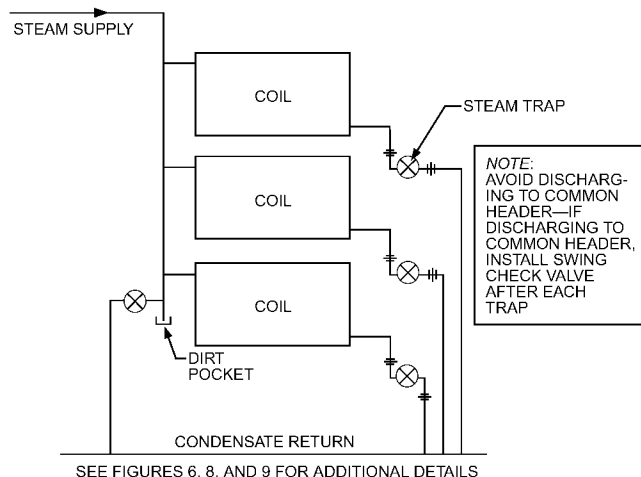 STEAM SUPPLY
COIL
STEAM TRAP
NOTE:
AVOID DISCHARG-
ING TO COMMON
HEADER—IF
DISCHARGING TO
COMMON HEADER,
INSTALL SWING
CHECK VALVE
AFTER EACH
TRAP
COIL
COIL
DIRT
POCKET
CONDENSATE RETURN
SEE FIGURES 6, 8, AND 9 FOR ADDITIONAL DETAILS